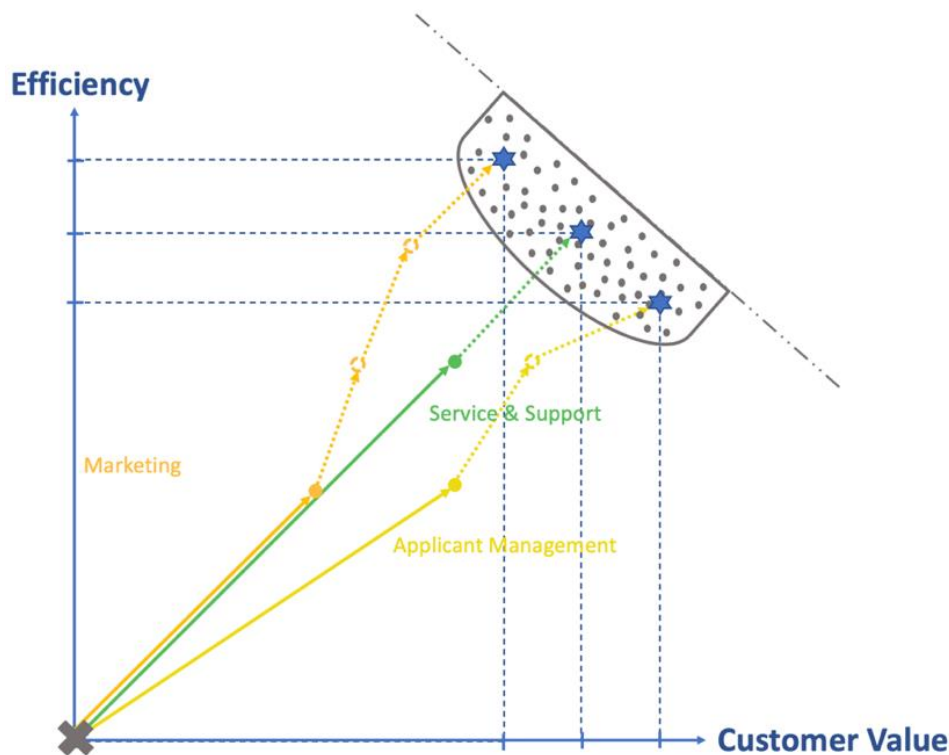 Efficiency
Service & Support
Marketing
Applicant Management
Customer Value